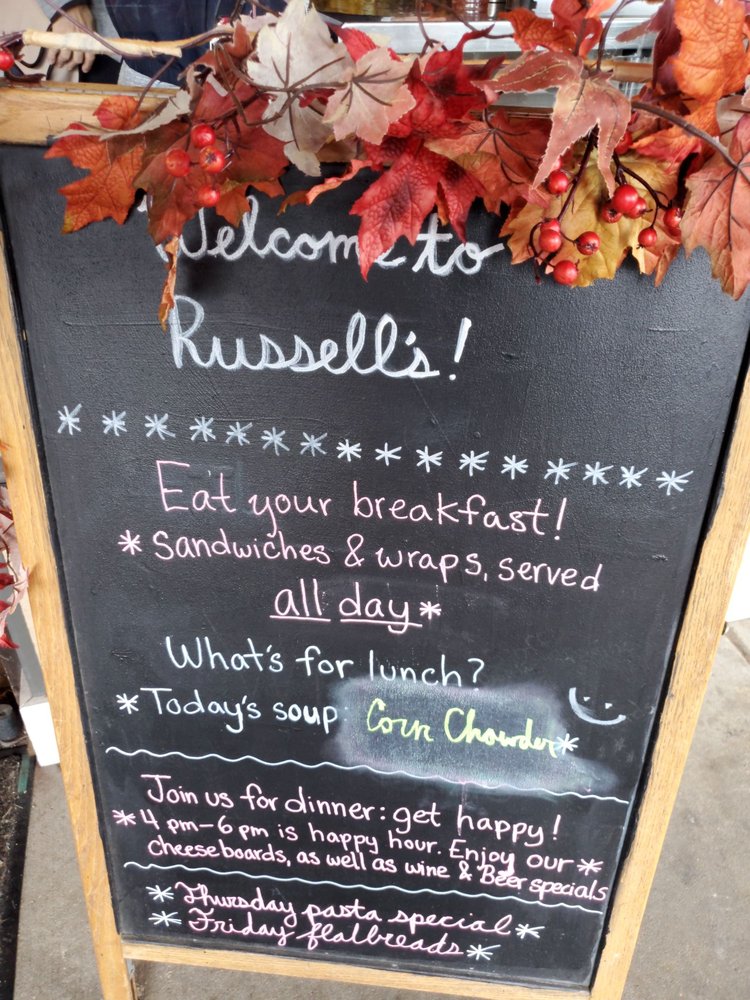 Welcome to
Russell's!
* * * * * * * * * * * * * * * *
Eat your breakfast!
* Sandwiches & wraps, served
all day *
What's for lunch?
* Today's soup: Corn Chowder *
Join us for dinner: get happy!
* 4 pm - 6 pm is happy hour. Enjoy our *
cheeseboards, as well as wine & Beer specials
* Thursday pasta special *
* Friday flatbreads *